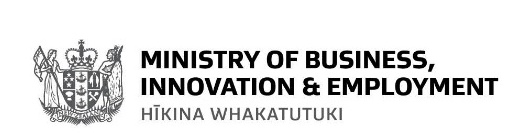 MINISTRY OF BUSINESS,
INNOVATION & EMPLOYMENT
HĪKINA WHAKATUTUKI